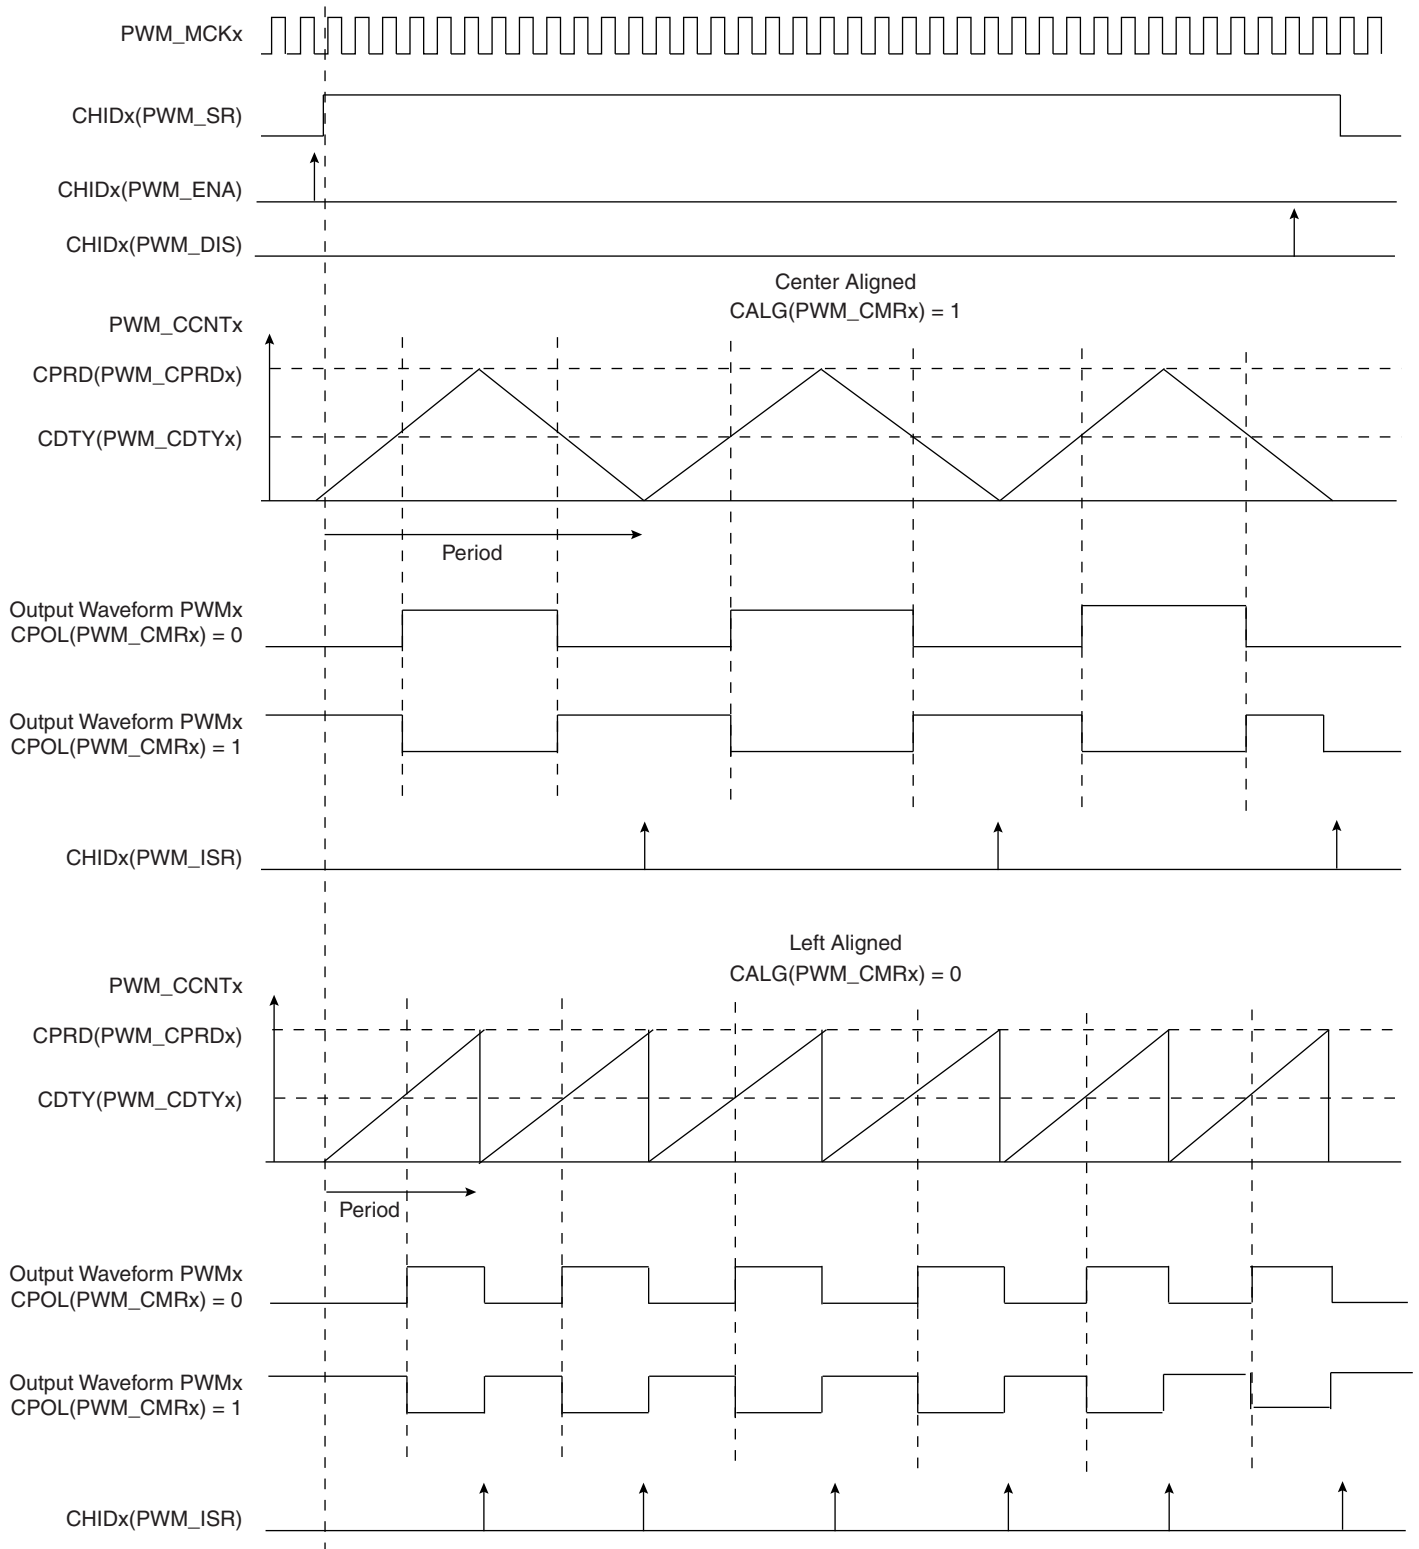 PWM_MCKx
CHIDx(PWM_SR)
CHIDx(PWM_ENA)
CHIDx(PWM_DIS)
Center Aligned
CALG(PWM_CMRx) = 1
PWM_CCNTx
CPRD(PWM_CPRDx)
CDTY(PWM_CDTYx)
Period
Output Waveform PWMx
CPOL(PWM_CMRx) = 0
Output Waveform PWMx
CPOL(PWM_CMRx) = 1
CHIDx(PWM_ISR)
Left Aligned
CALG(PWM_CMRx) = 0
PWM_CCNTx
CPRD(PWM_CPRDx)
CDTY(PWM_CDTYx)
Period
Output Waveform PWMx
CPOL(PWM_CMRx) = 0
Output Waveform PWMx
CPOL(PWM_CMRx) = 1
CHIDx(PWM_ISR)